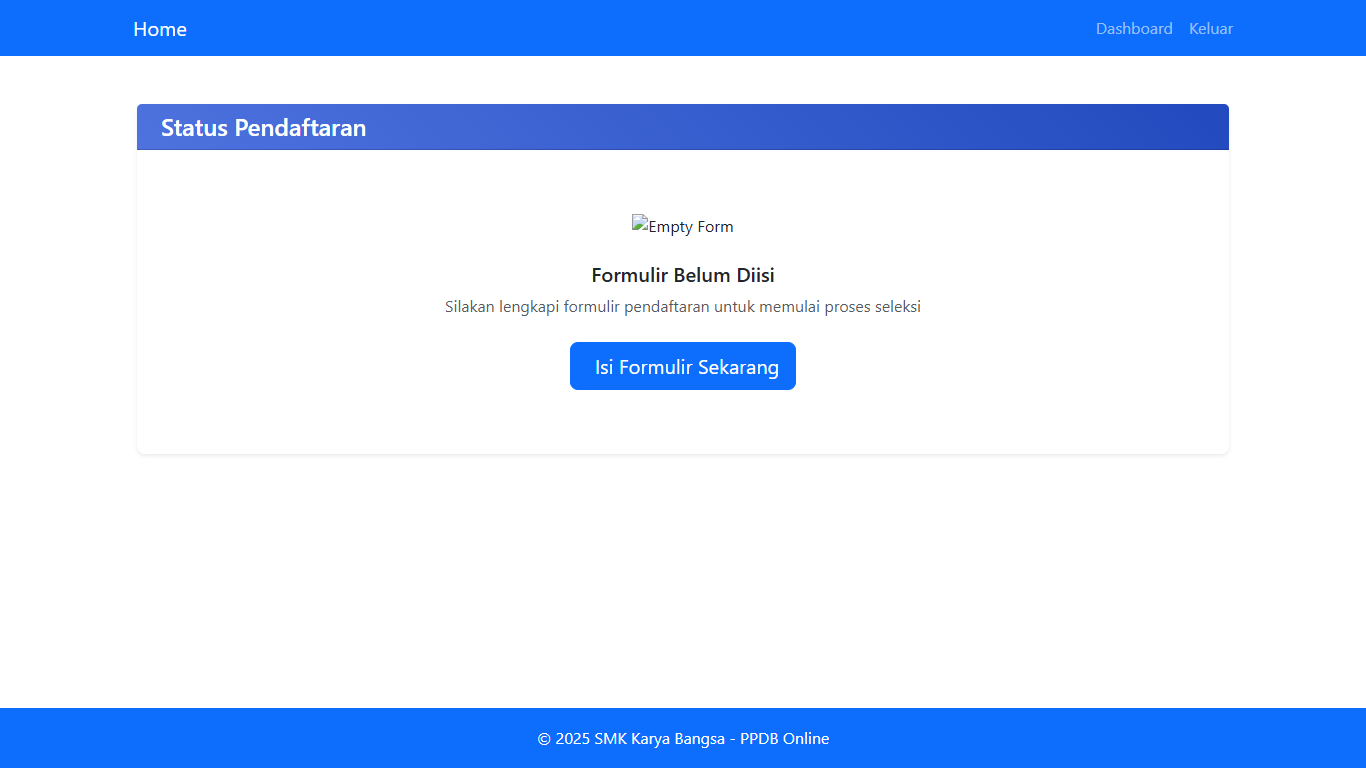 Home
Dashboard
Keluar
Status Pendaftaran
Empty Form
Formulir Belum Diisi
Silakan lengkapi formulir pendaftaran untuk memulai proses seleksi
Isi Formulir Sekarang
© 2025 SMK Karya Bangsa - PPDB Online